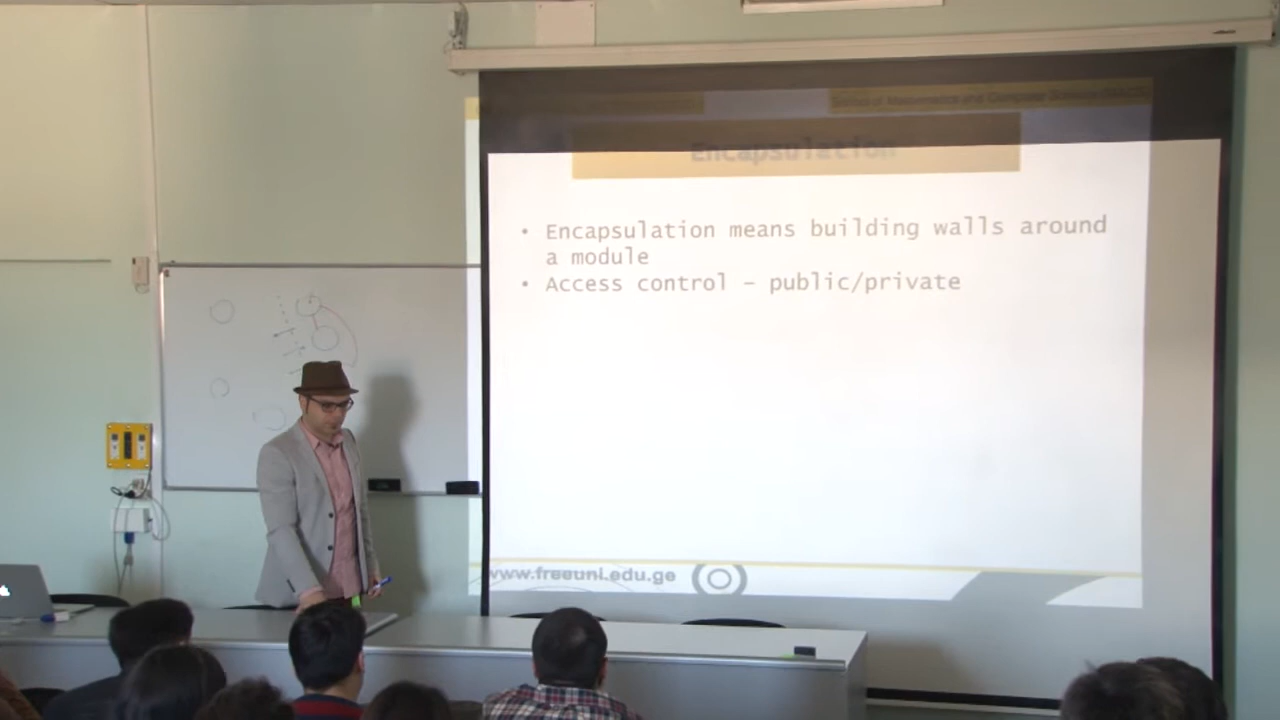 Encapsulation
• Encapsulation means building walls around
a module
• Access control – public/private
www.freeuni.edu.ge